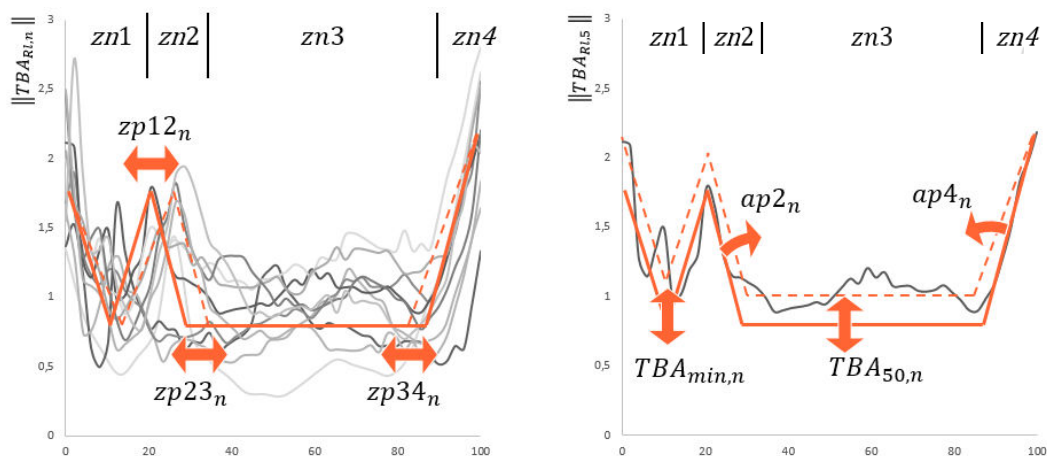 ‖TBA_{RI,n}‖
3
2,5
2
1,5
1
0,5
0
0 20 40 60 80 100
zn1 zn2 zn3 zn4
zp12_n
zp23_n
zp34_n
‖TBA_{RI,5}‖
3
2,5
2
1,5
1
0,5
0
0 20 40 60 80 100
zn1 zn2 zn3 zn4
ap2_n
ap4_n
TBA_{min,n}
TBA_{50,n}